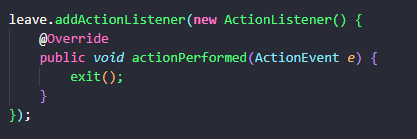 leave.addActionListener(new ActionListener() {
    @Override
    public void actionPerformed(ActionEvent e) {
        exit();
    }
});